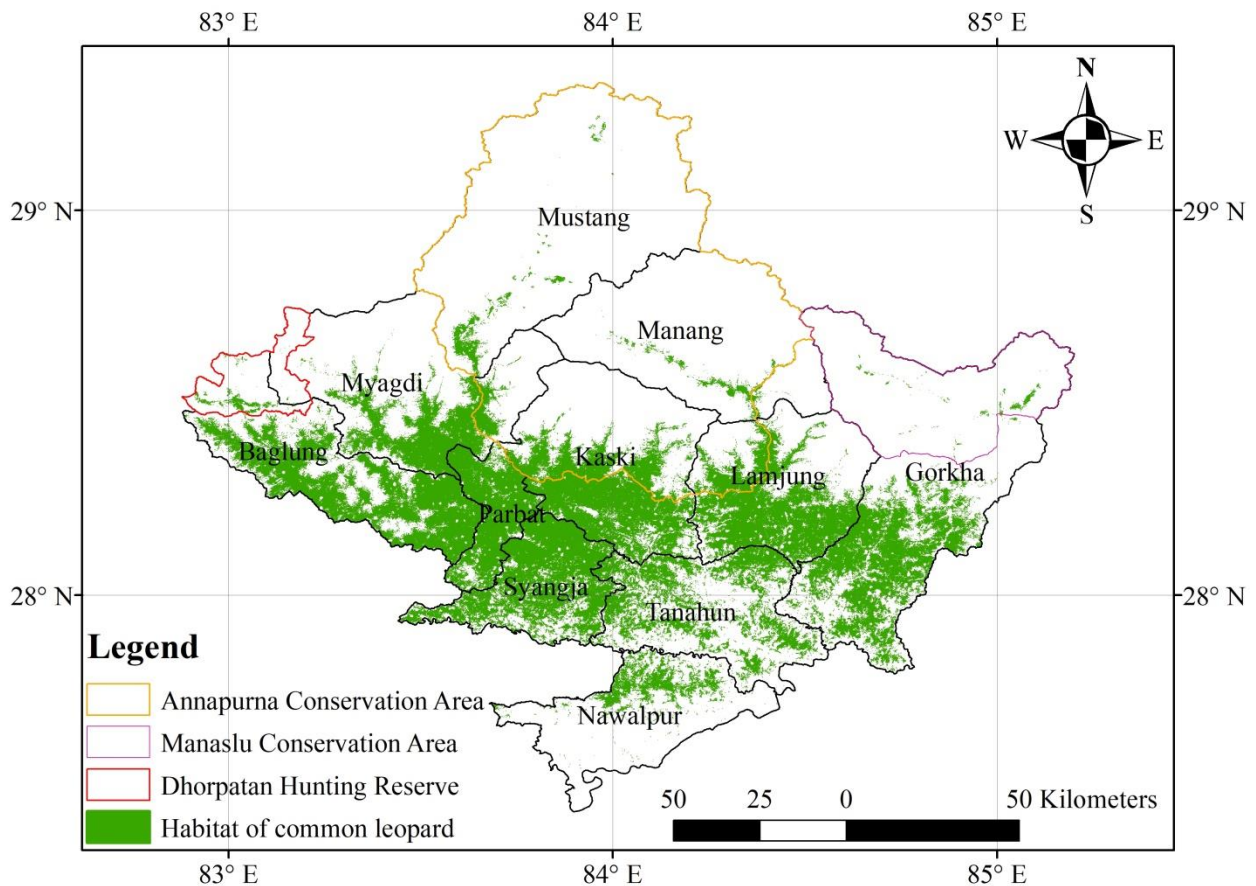 83° E 84° E 85° E
N
W E
S
29° N 29° N
Mustang
Manang
Myagdi
Baglung Kaski Lamjung Gorkha
Parbat
Syangja
Tanahun
28° N 28° N
Nawalpur
Legend
Annapurna Conservation Area
Manaslu Conservation Area
Dhorpatan Hunting Reserve
Habitat of common leopard
50 25 0 50 Kilometers
83° E 84° E 85° E